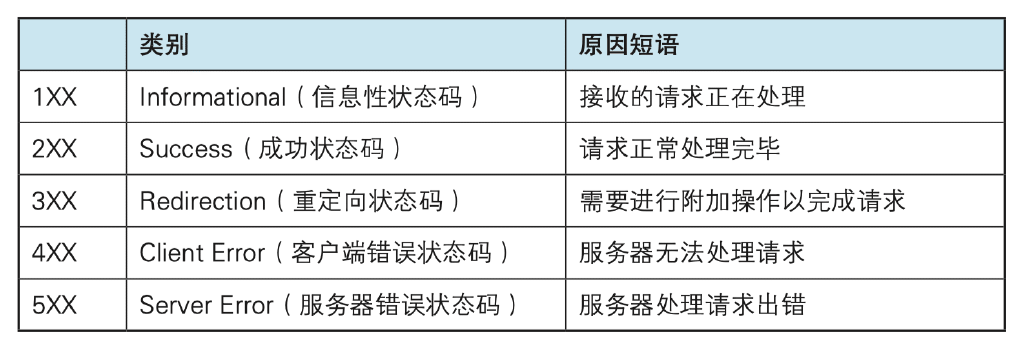 类别 原因短语
1XX Informational（信息性状态码） 接收的请求正在处理
2XX Success（成功状态码） 请求正常处理完毕
3XX Redirection（重定向状态码） 需要进行附加操作以完成请求
4XX Client Error（客户端错误状态码） 服务器无法处理请求
5XX Server Error（服务器错误状态码） 服务器处理请求出错